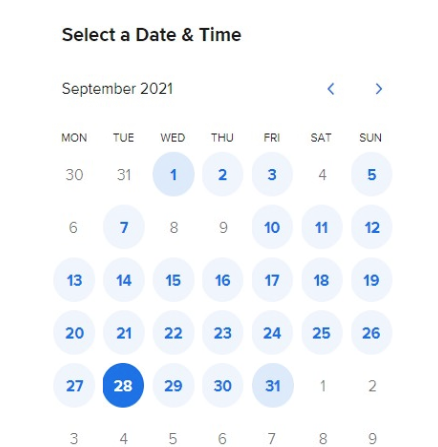 Select a Date & Time
September 2021
MON TUE WED THU FRI SAT SUN
30 31 1 2 3 4 5
6 7 8 9 10 11 12
13 14 15 16 17 18 19
20 21 22 23 24 25 26
27 28 29 30 31 1 2
3 4 5 6 7 8 9